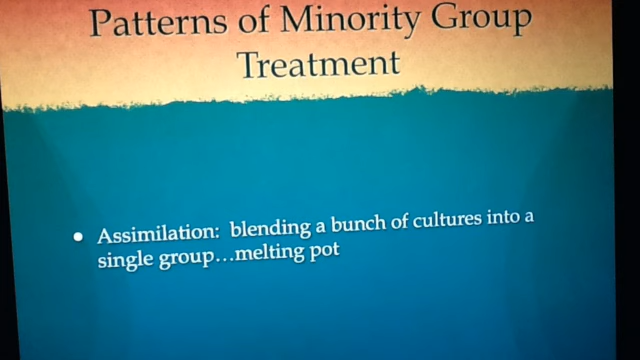 Patterns of Minority Group
Treatment
• Assimilation: blending a bunch of cultures into a
single group...melting pot